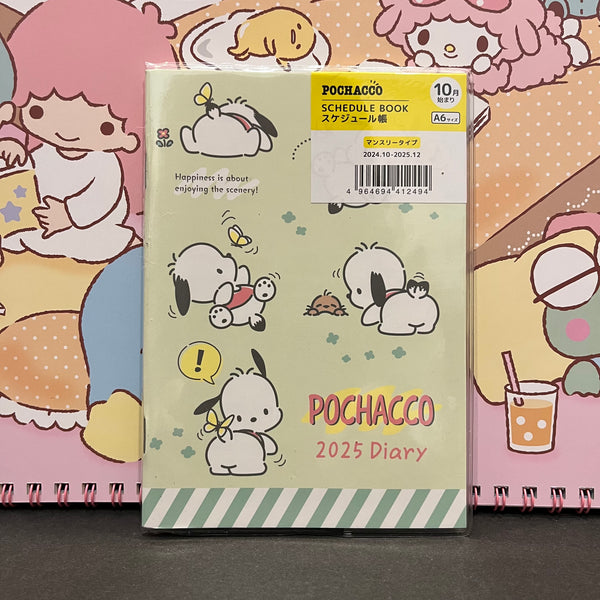 POCHACCO
SCHEDULE BOOK
スケジュール帳
10月
始まり
A6サイズ
マンスリータイプ
2024.10-2025.12
4 964694 412494
Happiness is about
enjoying the scenery!
!
POCHACCO
2025 Diary